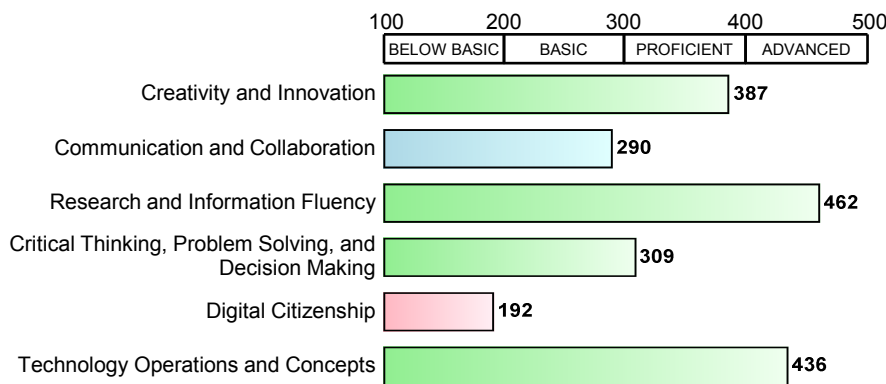 100 200 300 400 500
BELOW BASIC BASIC PROFICIENT ADVANCED
Creativity and Innovation 387
Communication and Collaboration 290
Research and Information Fluency 462
Critical Thinking, Problem Solving, and
Decision Making 309
Digital Citizenship 192
Technology Operations and Concepts 436